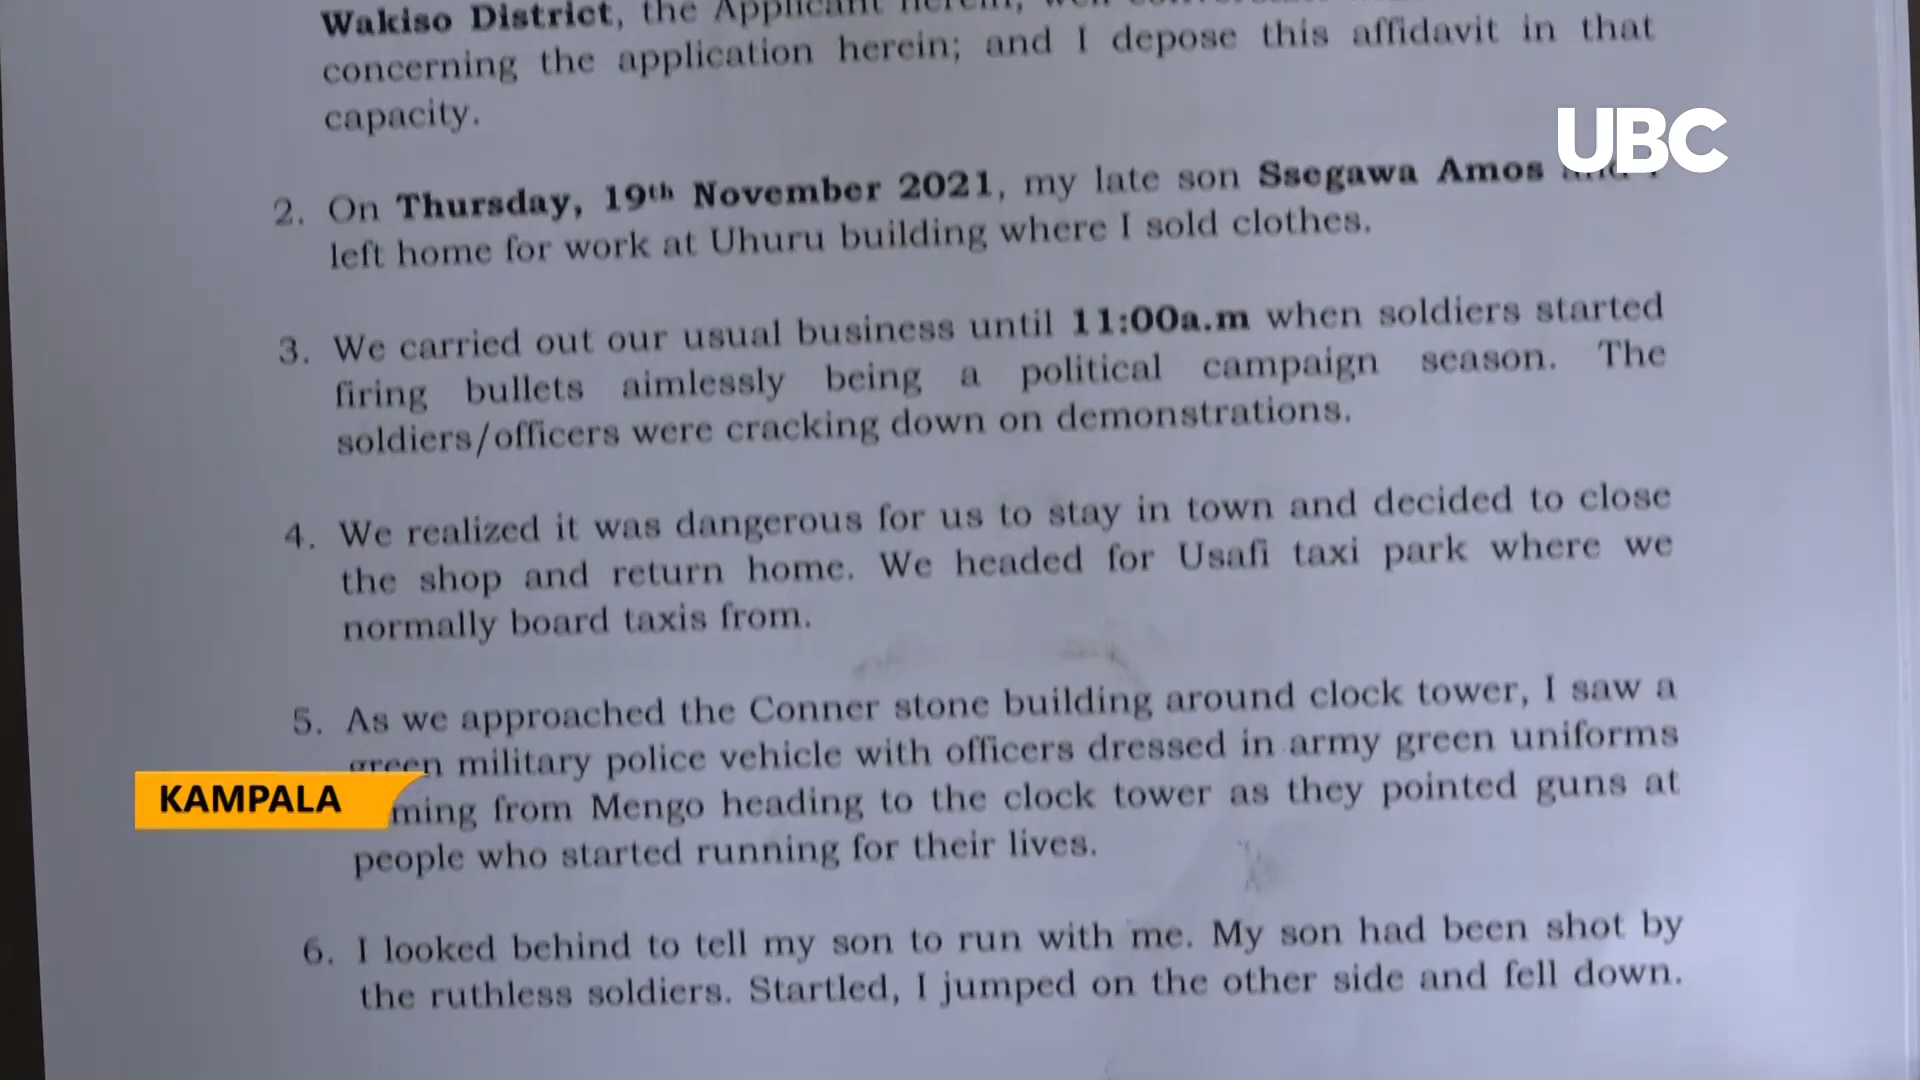 Wakiso District, the Applicant herein,
concerning the application herein; and I depose this affidavit in that
capacity.
UBC
2. On Thursday, 19th November 2021, my late son Ssegawa Amos and I
left home for work at Uhuru building where I sold clothes.
3. We carried out our usual business until 11:00a.m when soldiers started
firing bullets aimlessly being a political campaign season. The
soldiers/officers were cracking down on demonstrations.
4. We realized it was dangerous for us to stay in town and decided to close
the shop and return home. We headed for Usafi taxi park where we
normally board taxis from.
5. As we approached the Conner stone building around clock tower, I saw a
green military police vehicle with officers dressed in army green uniforms
KAMPALA
ming from Mengo heading to the clock tower as they pointed guns at
people who started running for their lives.
6. I looked behind to tell my son to run with me. My son had been shot by
the ruthless soldiers. Startled, I jumped on the other side and fell down.